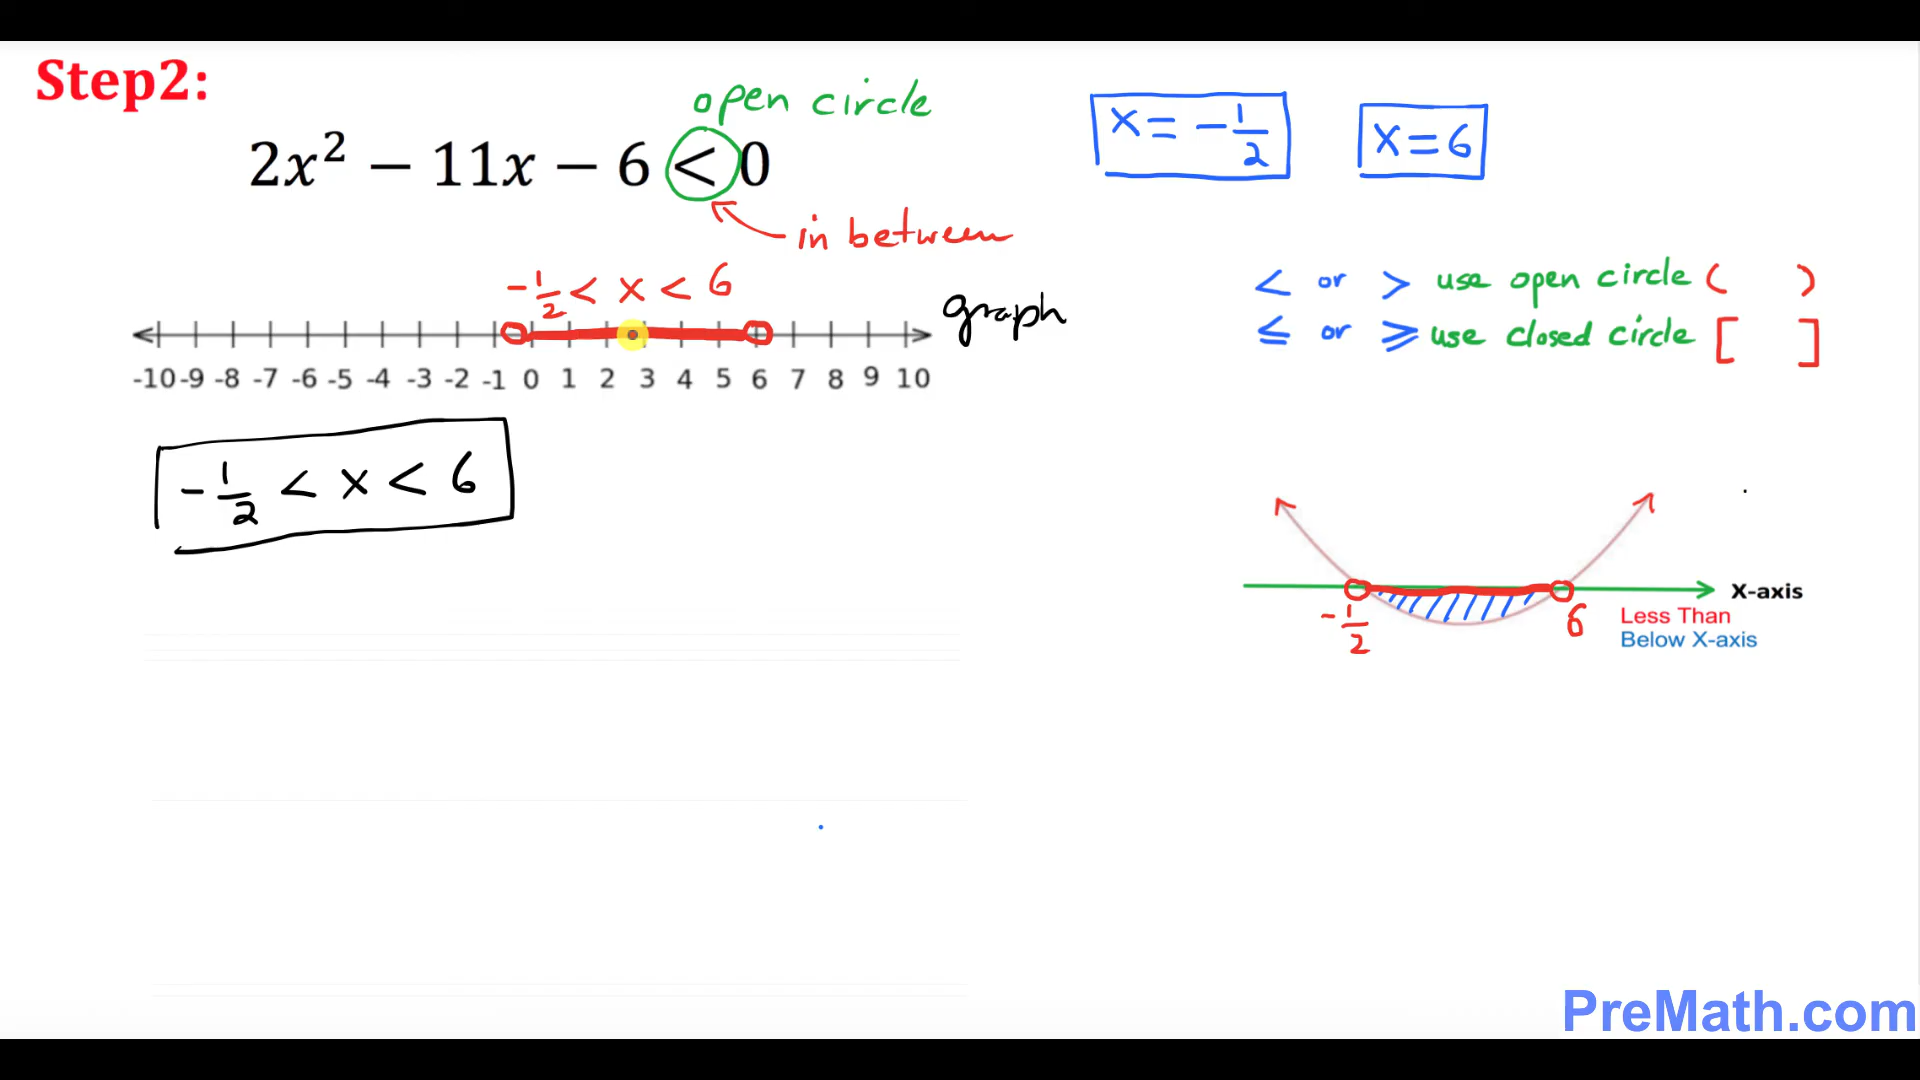 Step2:
open circle
2x² − 11x − 6 < 0
in between
-1/2 < x < 6
graph
-10 -9 -8 -7 -6 -5 -4 -3 -2 -1 0 1 2 3 4 5 6 7 8 9 10
-1/2 < x < 6
x = -1/2
x = 6
< or > use open circle ( )
≤ or ≥ use closed circle [ ]
X-axis
-1/2
6
Less Than
Below X-axis
PreMath.com